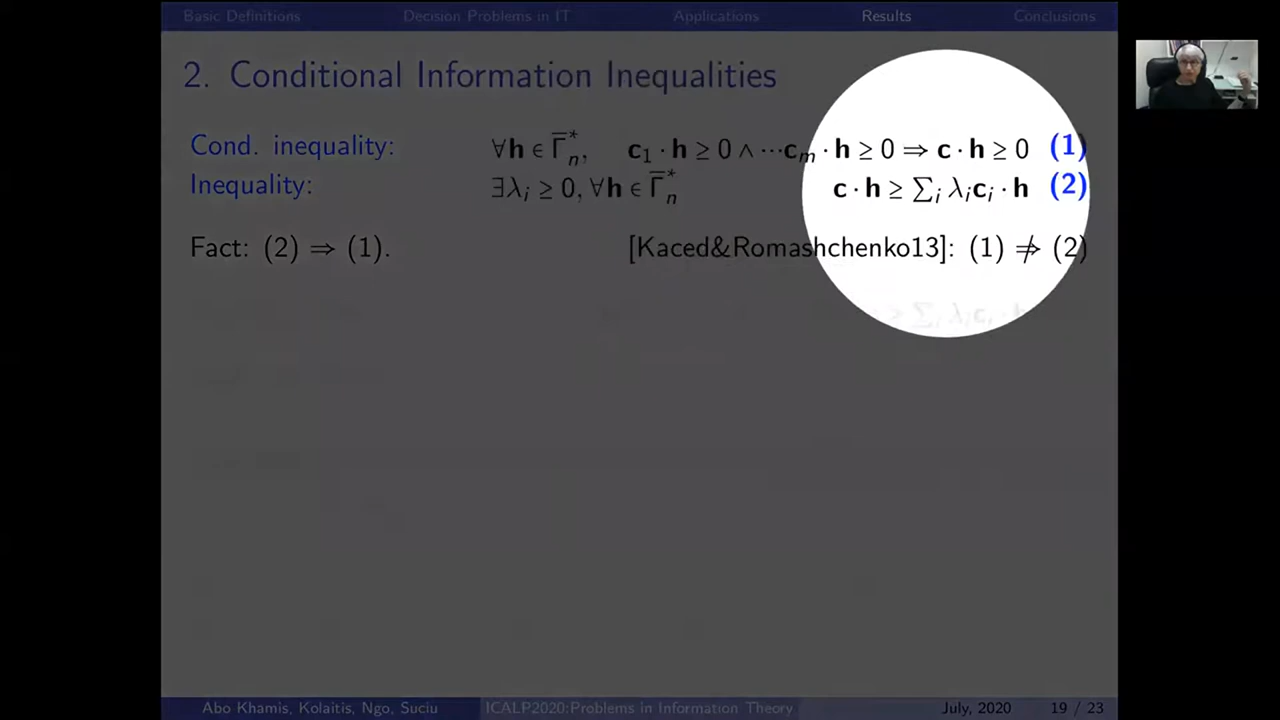 Basic Definitions Decision Problems in IT Applications Results Conclusions
2. Conditional Information Inequalities
Cond. inequality: ∀h ∈ Γ̅*ₙ, c₁ · h ≥ 0 ∧ ⋯cₘ · h ≥ 0 ⇒ c · h ≥ 0 (1)
Inequality: ∃λᵢ ≥ 0, ∀h ∈ Γ̅*ₙ c · h ≥ ∑ᵢ λᵢcᵢ · h (2)
Fact: (2) ⇒ (1). [Kaced&Romashchenko13]: (1) ⇏ (2)
≥ ∑ᵢ λᵢcᵢ · h
Abo Khamis, Kolaitis, Ngo, Suciu ICALP2020:Problems in Information Theory July, 2020 19 / 23